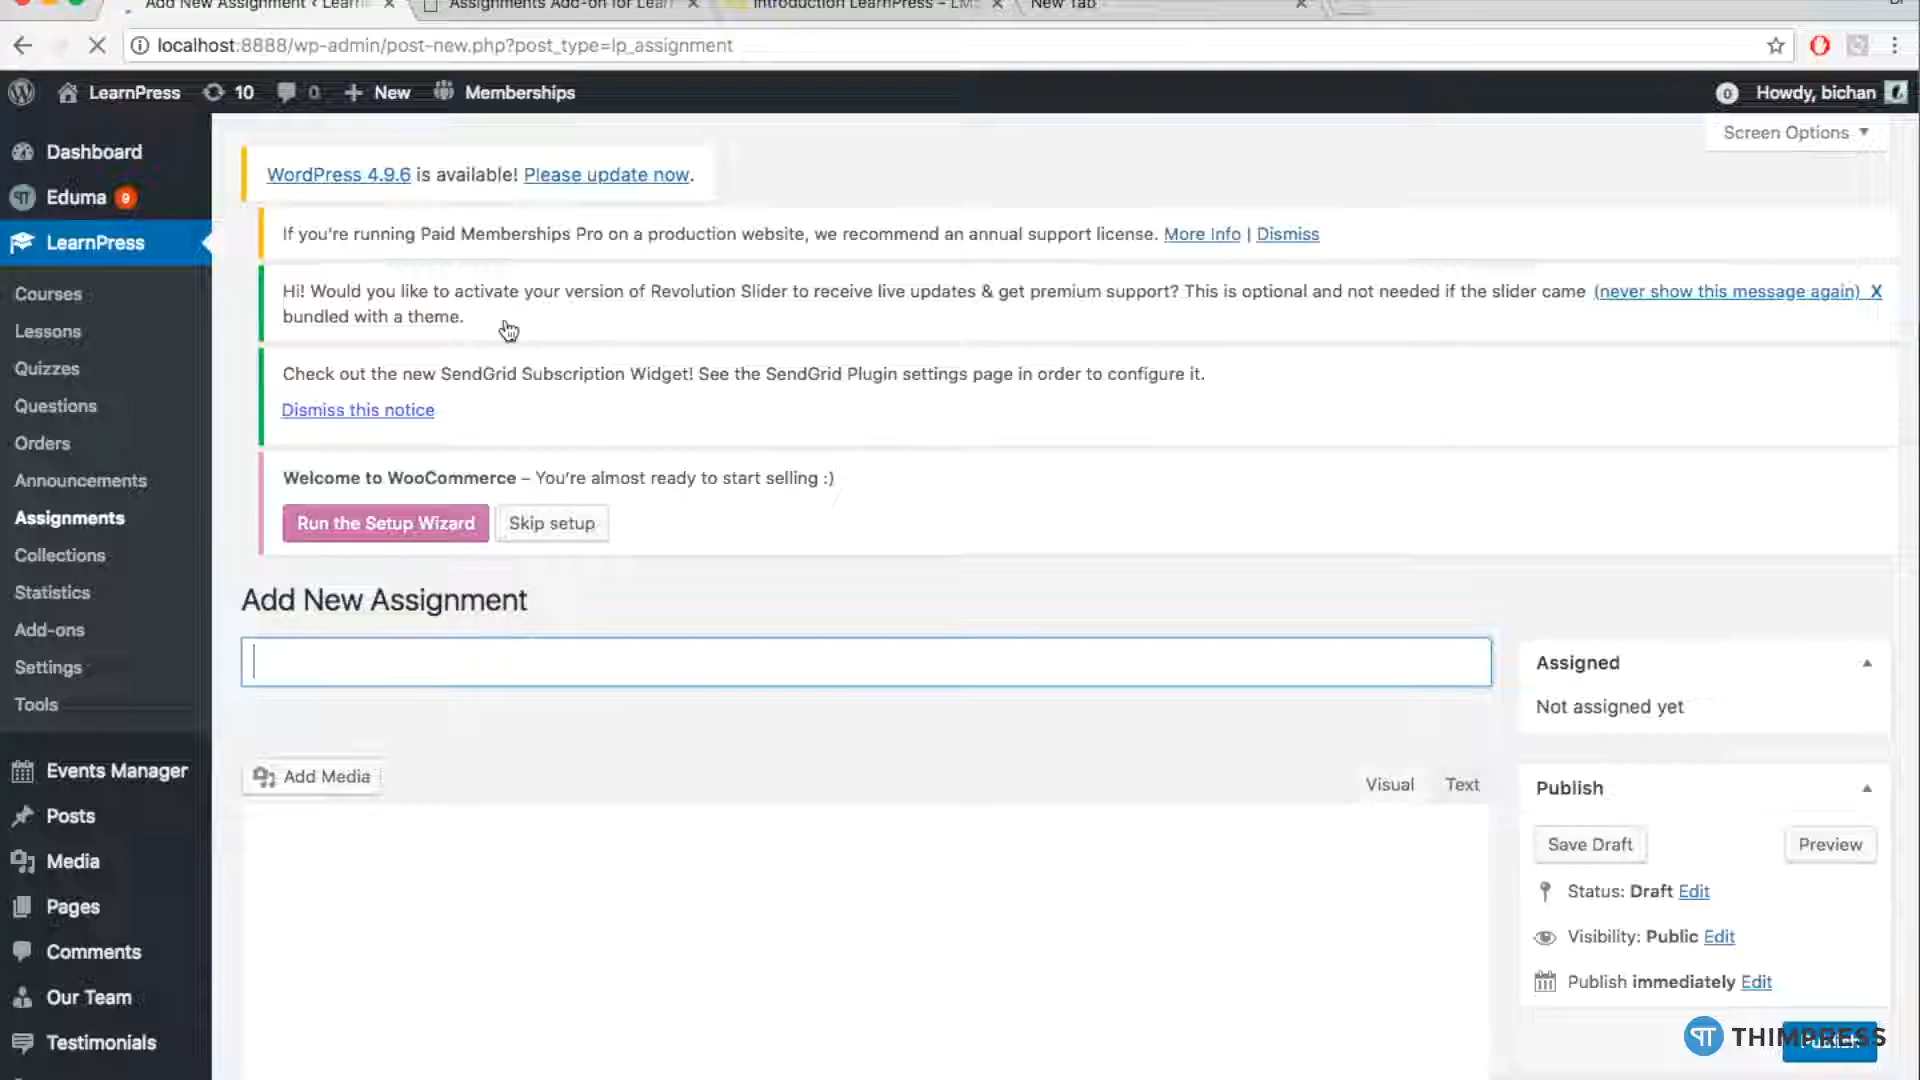 Add New Assignment ‹ Learn
Assignments Add-on for Lear
Introduction LearnPress – LM
New Tab
localhost:8888/wp-admin/post-new.php?post_type=lp_assignment
LearnPress
10
0
New
Memberships
0
Howdy, bichan
Screen Options
Dashboard
Eduma 9
LearnPress
Courses
Lessons
Quizzes
Questions
Orders
Announcements
Assignments
Collections
Statistics
Add-ons
Settings
Tools
Events Manager
Posts
Media
Pages
Comments
Our Team
Testimonials
WordPress 4.9.6 is available! Please update now.
If you're running Paid Memberships Pro on a production website, we recommend an annual support license. More Info | Dismiss
Hi! Would you like to activate your version of Revolution Slider to receive live updates & get premium support? This is optional and not needed if the slider came
bundled with a theme.
(never show this message again) X
Check out the new SendGrid Subscription Widget! See the SendGrid Plugin settings page in order to configure it.
Dismiss this notice
Welcome to WooCommerce – You're almost ready to start selling :)
Run the Setup Wizard
Skip setup
Add New Assignment
Add Media
Visual
Text
Assigned
Not assigned yet
Publish
Save Draft
Preview
Status: Draft Edit
Visibility: Public Edit
Publish immediately Edit
Publish
THIMPRESS